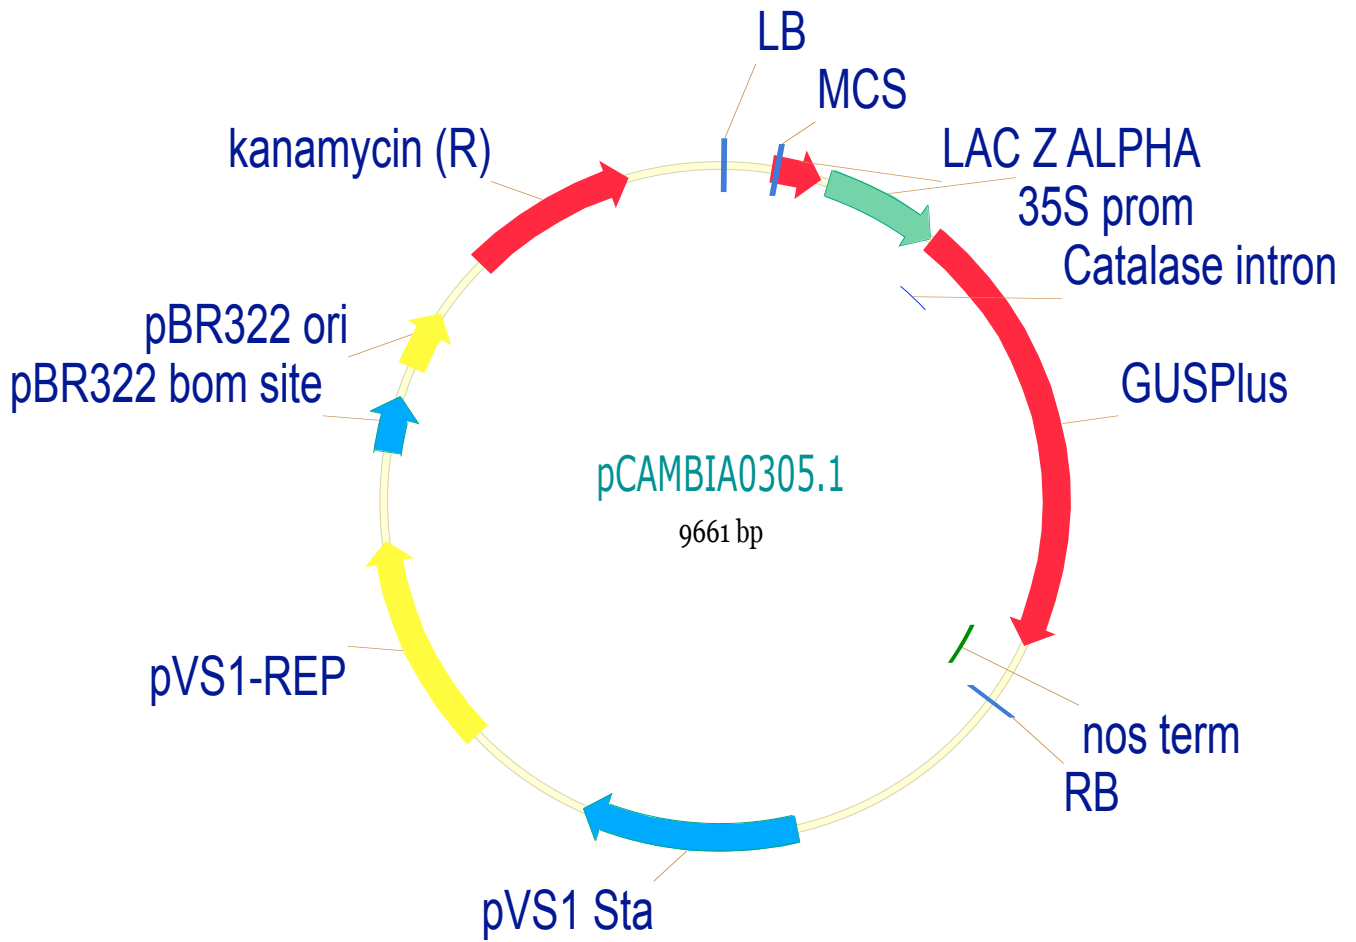 LB
MCS
kanamycin (R)
LAC Z ALPHA
35S prom
Catalase intron
pBR322 ori
pBR322 bom site
GUSPlus
pCAMBIA0305.1
9661 bp
pVS1-REP
nos term
RB
pVS1 Sta